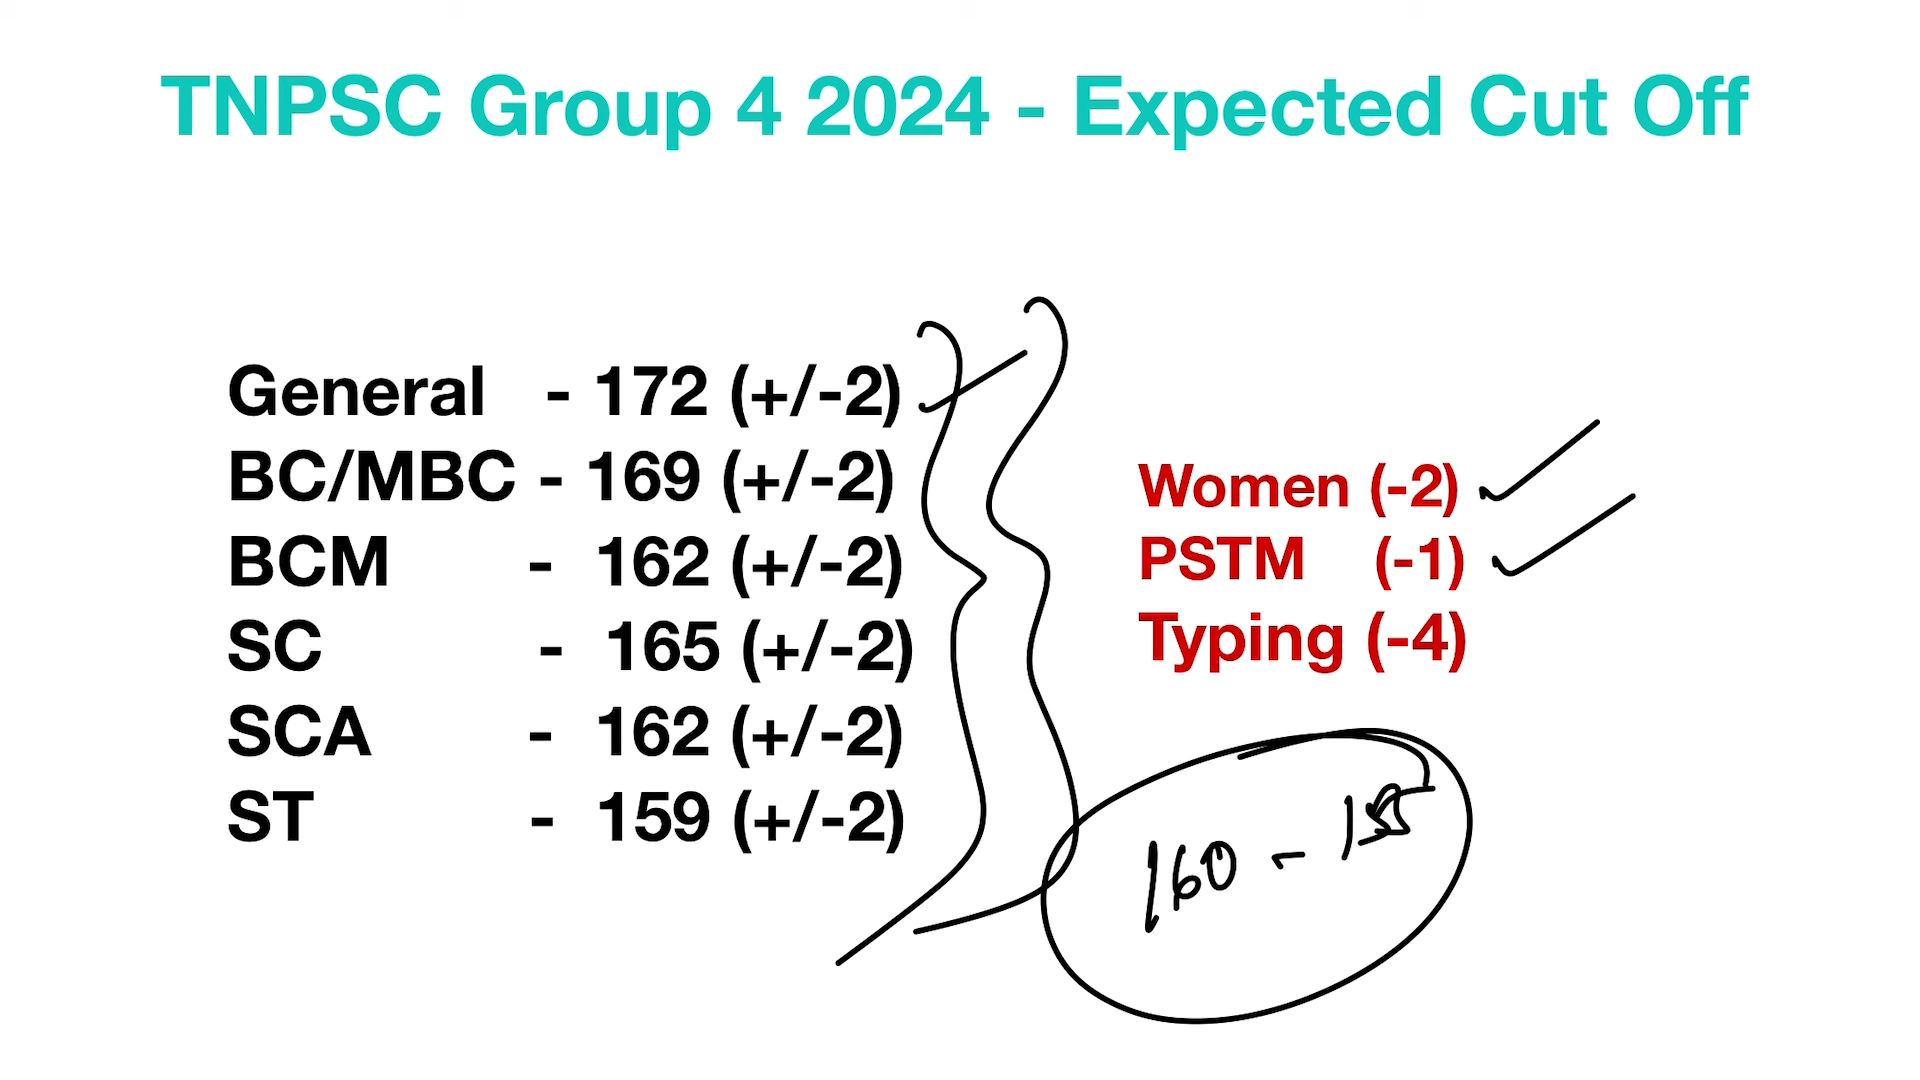 TNPSC Group 4 2024 - Expected Cut Off
General - 172 (+/-2)
BC/MBC - 169 (+/-2)
BCM - 162 (+/-2)
SC - 165 (+/-2)
SCA - 162 (+/-2)
ST - 159 (+/-2)
Women (-2)
PSTM (-1)
Typing (-4)
160 -